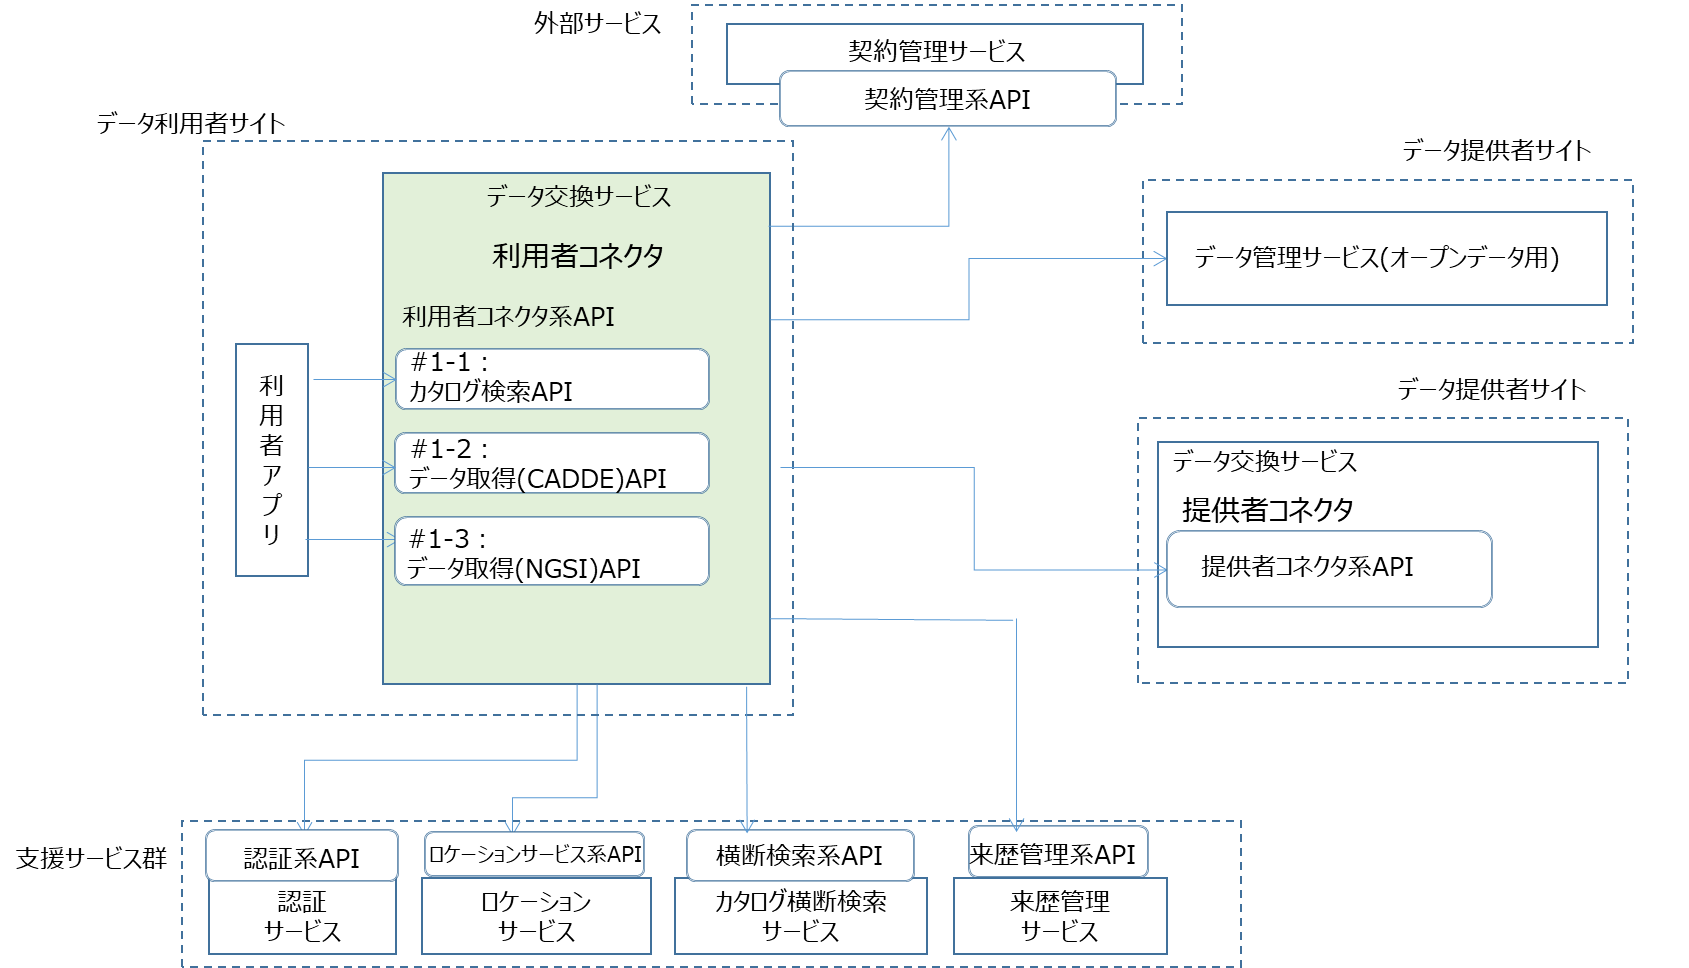 外部サービス
契約管理サービス
契約管理系API
データ利用者サイト
データ提供者サイト
データ交換サービス
利用者コネクタ
データ管理サービス(オープンデータ用)
利用者コネクタ系API
利用者アプリ
#1-1：
カタログ検索API
#1-2：
データ取得(CADDE)API
#1-3：
データ取得(NGSI)API
データ提供者サイト
データ交換サービス
提供者コネクタ
提供者コネクタ系API
支援サービス群
認証系API
認証
サービス
ロケーションサービス系API
ロケーション
サービス
横断検索系API
カタログ横断検索
サービス
来歴管理系API
来歴管理
サービス